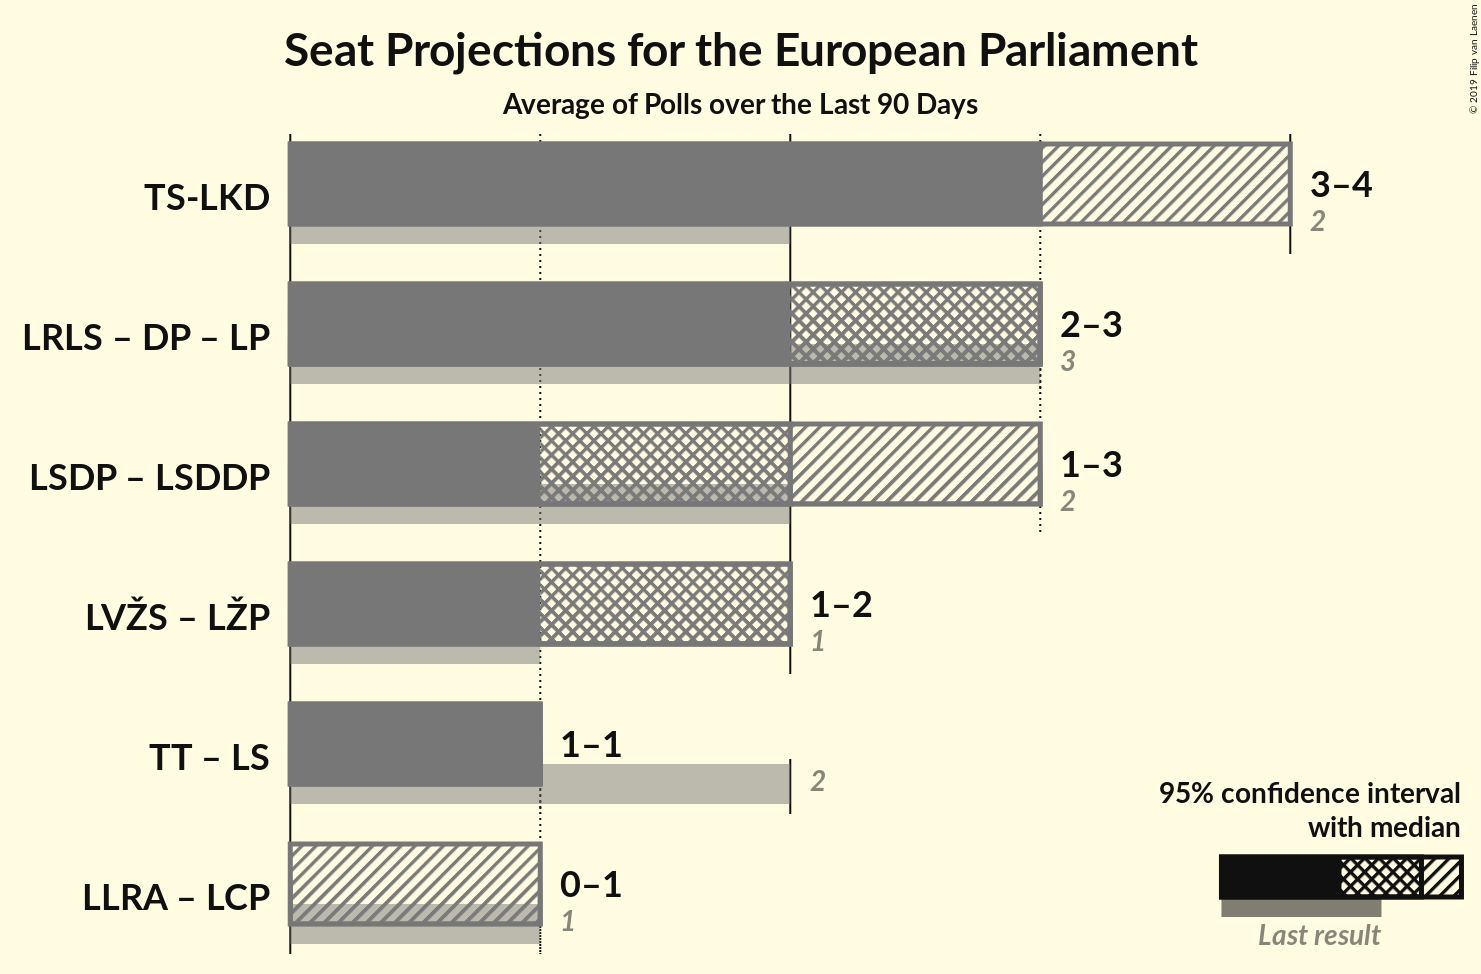 Seat Projections for the European Parliament
Average of Polls over the Last 90 Days
© 2019 Filip van Laenen
TS-LKD
3–4
2
LRLS – DP – LP
2–3
3
LSDP – LSDDP
1–3
2
LVŽS – LŽP
1–2
1
TT – LS
1–1
2
LLRA – LCP
0–1
1
95% confidence interval
with median
Last result